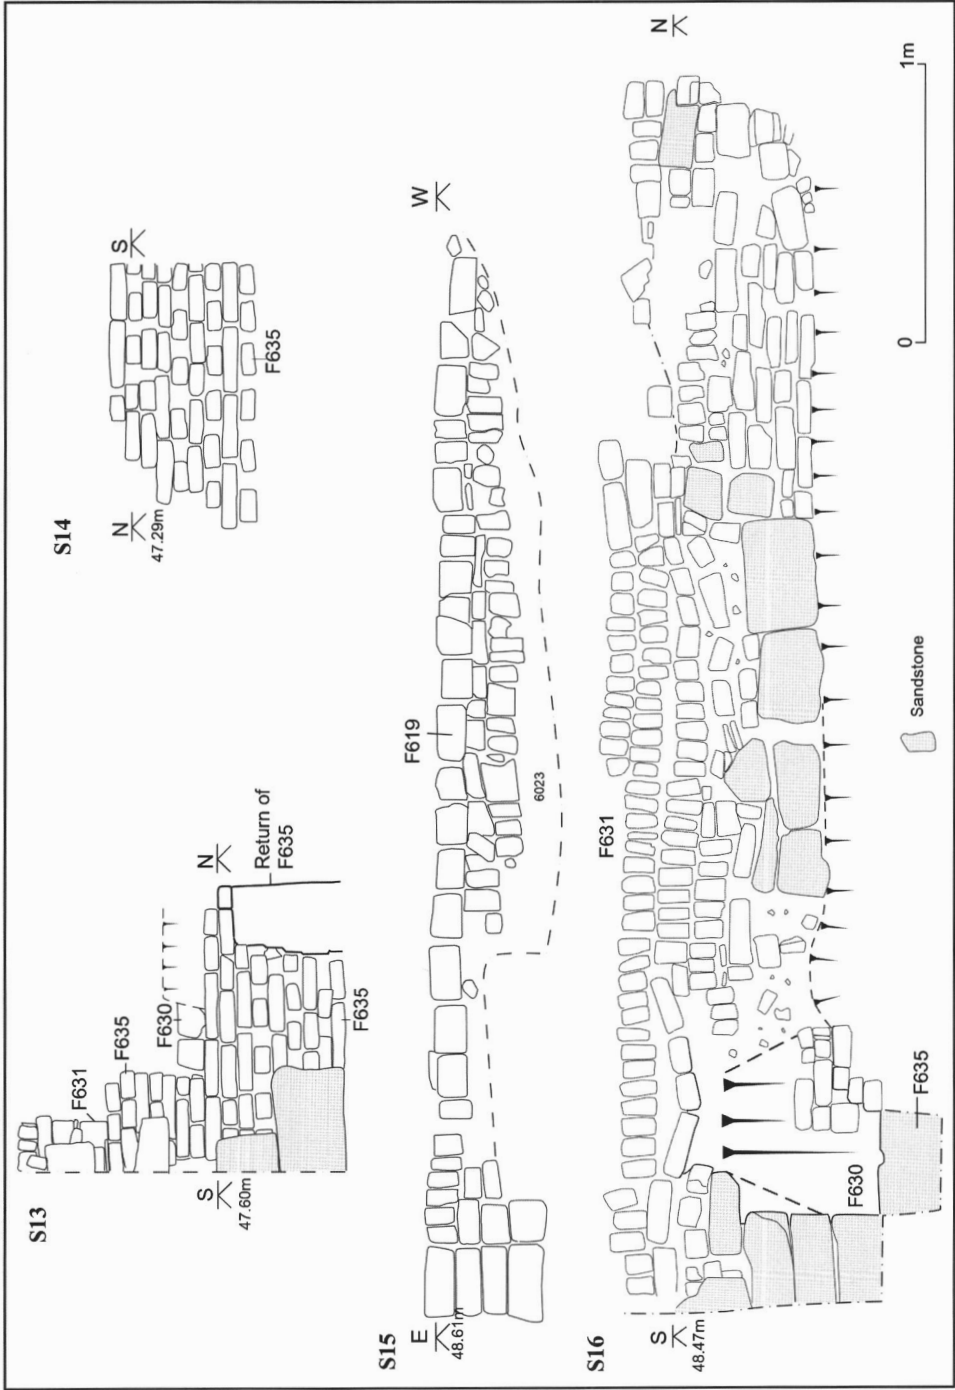 S13
S
47.60m
F631
F635
F630
N
Return of
F635
F635
S14
N
47.29m
S
F635
S15
E
48.61m
F619
6023
W
S16
S
48.47m
F631
F630
F635
N
Sandstone
0
1m